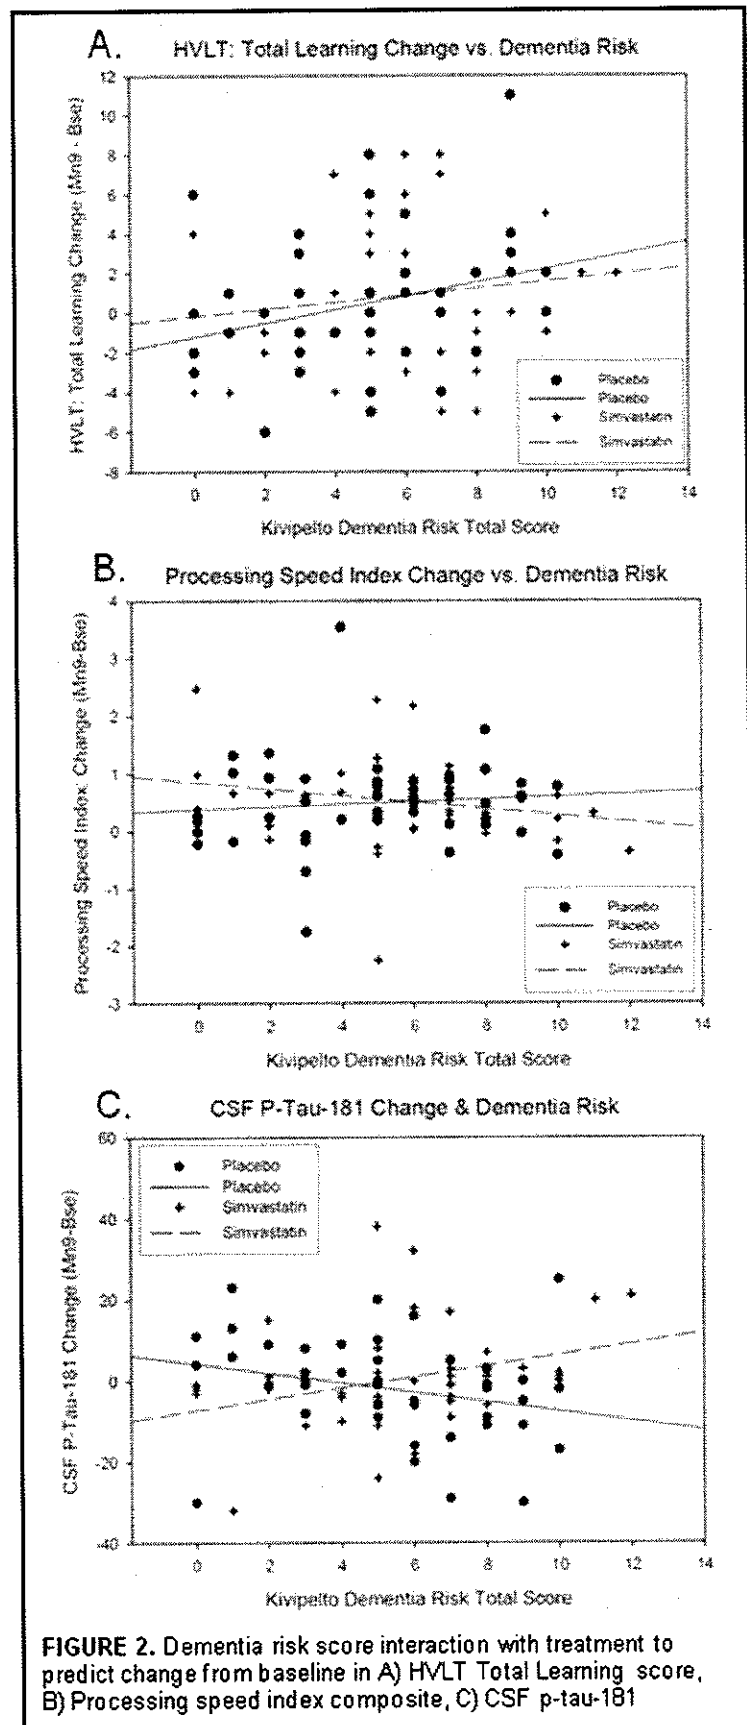 A.
HVLT: Total Learning Change vs. Dementia Risk
HVLT: Total Learning Change (Mn9 - Bse)
12
10
8
6
4
2
0
-2
-4
-6
-8
Placebo
Placebo
Simvastatin
Simvastatin
0 2 4 6 8 10 12 14
Kivipelto Dementia Risk Total Score
B.
Processing Speed Index Change vs. Dementia Risk
Processing Speed Index Change (Mn9-Bse)
4
3
2
1
0
-1
-2
-3
Placebo
Placebo
Simvastatin
Simvastatin
0 2 4 6 8 10 12 14
Kivipelto Dementia Risk Total Score
C.
CSF P-Tau-181 Change & Dementia Risk
CSF P-Tau-181 Change (Mn9-Bse)
60
40
20
0
-20
-40
Placebo
Placebo
Simvastatin
Simvastatin
0 2 4 6 8 10 12 14
Kivipelto Dementia Risk Total Score
FIGURE 2. Dementia risk score interaction with treatment to
predict change from baseline in A) HVLT Total Learning score,
B) Processing speed index composite, C) CSF p-tau-181